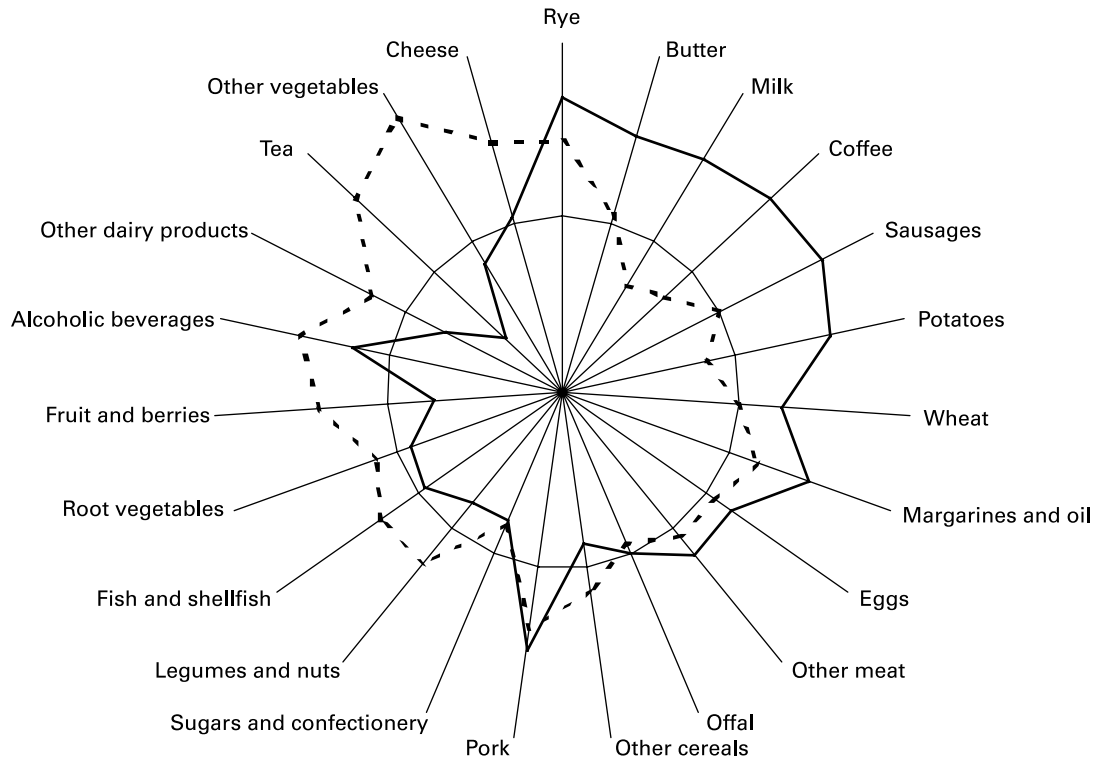 Rye
Butter
Milk
Coffee
Sausages
Potatoes
Wheat
Margarines and oil
Eggs
Other meat
Offal
Other cereals
Pork
Sugars and confectionery
Legumes and nuts
Fish and shellfish
Root vegetables
Fruit and berries
Alcoholic beverages
Other dairy products
Tea
Other vegetables
Cheese